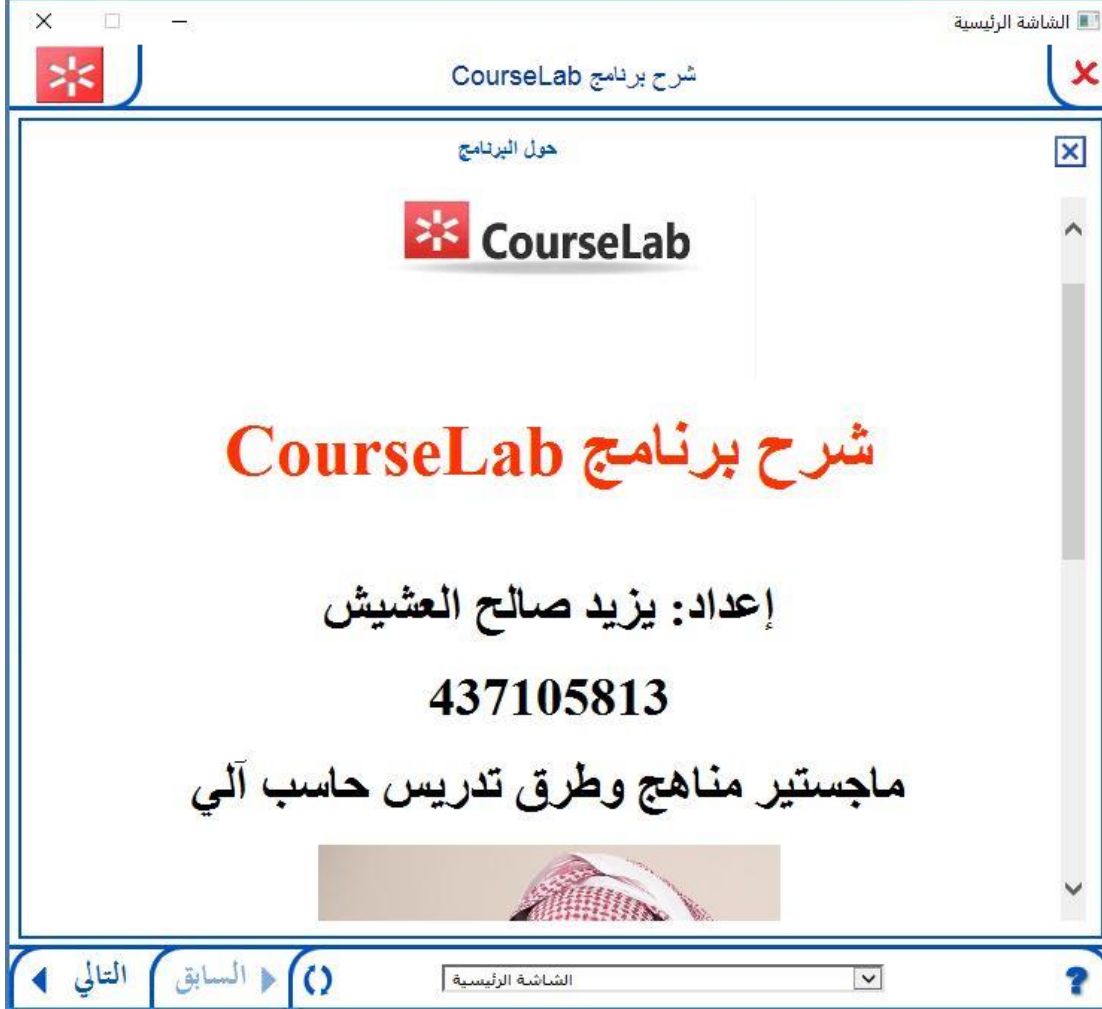 الشاشة الرئيسية
شرح برنامج CourseLab
حول البرنامج
CourseLab
شرح برنامج CourseLab
إعداد: يزيد صالح العشيش
437105813
ماجستير مناهج وطرق تدريس حاسب آلي
الشاشة الرئيسية
السابق
التالي